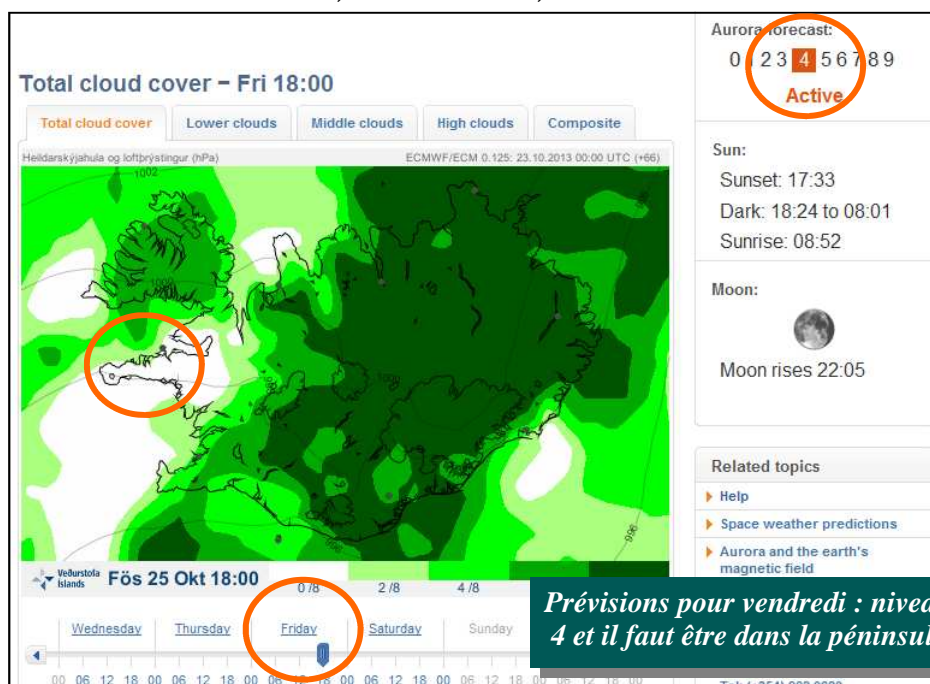 Total cloud cover – Fri 18:00
Total cloud cover Lower clouds Middle clouds High clouds Composite
Heildarskýjahula og loftþrýstingur (hPa) ECMWF/ECM 0.125: 23.10.2013 00:00 UTC (+66)
1002
1000
996
996
Veðurstofa
Íslands
Fös 25 Okt 18:00
0 /8 2 /8 4 /8
Wednesday Thursday Friday Saturday Sunday
00 06 12 18 00 06 12 18 00 06 12 18 00 06 12 18 00 06 12 18 00 06 12 18 00
Aurora forecast:
0 1 2 3 4 5 6 7 8 9
Active
Sun:
Sunset: 17:33
Dark: 18:24 to 08:01
Sunrise: 08:52
Moon:
Moon rises 22:05
Related topics
Help
Space weather predictions
Aurora and the earth's
magnetic field
Prévisions pour vendredi : nivea
4 et il faut être dans la péninsul